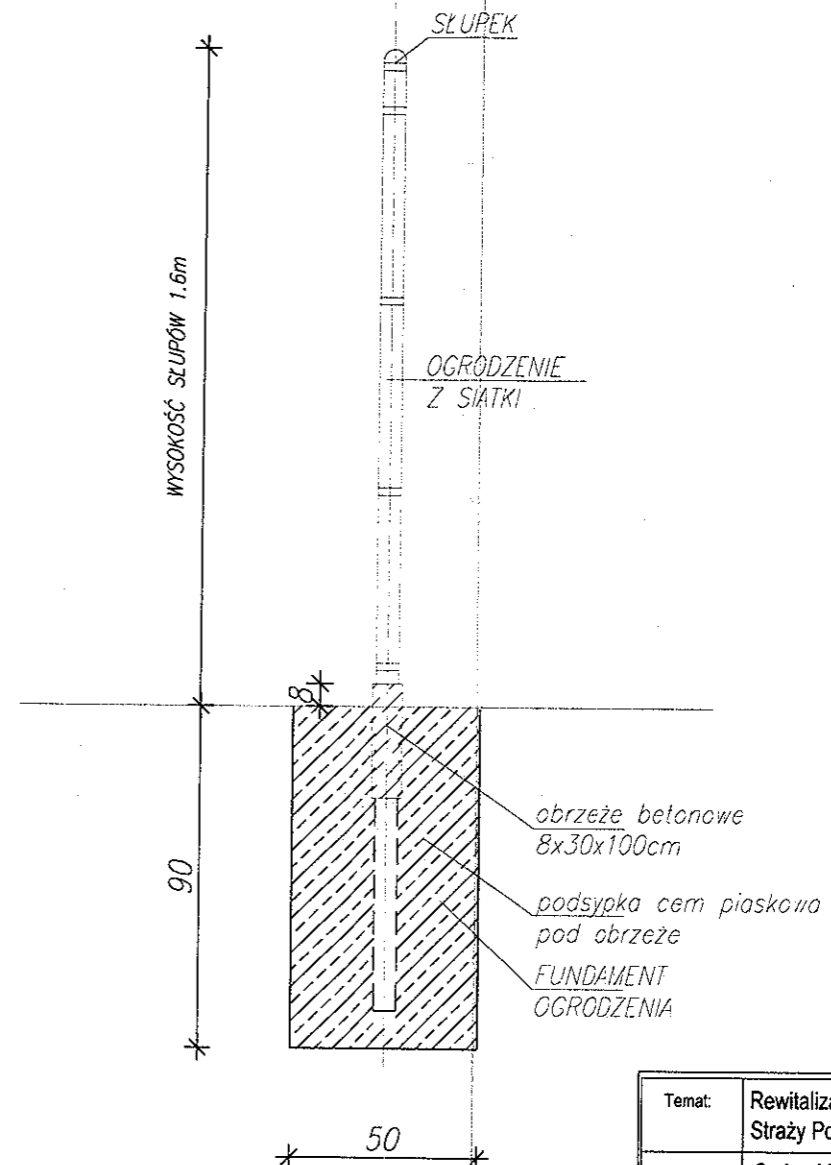 SŁUPEK
WYSOKOŚĆ SŁUPÓW 1.6m
OGRODZENIE
Z SIATKI
8
90
obrzeże betonowe
8x30x100cm
podsypka cem piaskowa
pod obrzeże
FUNDAMENT
OGRODZENIA
50
Temat:
Rewitaliza
Straży Po